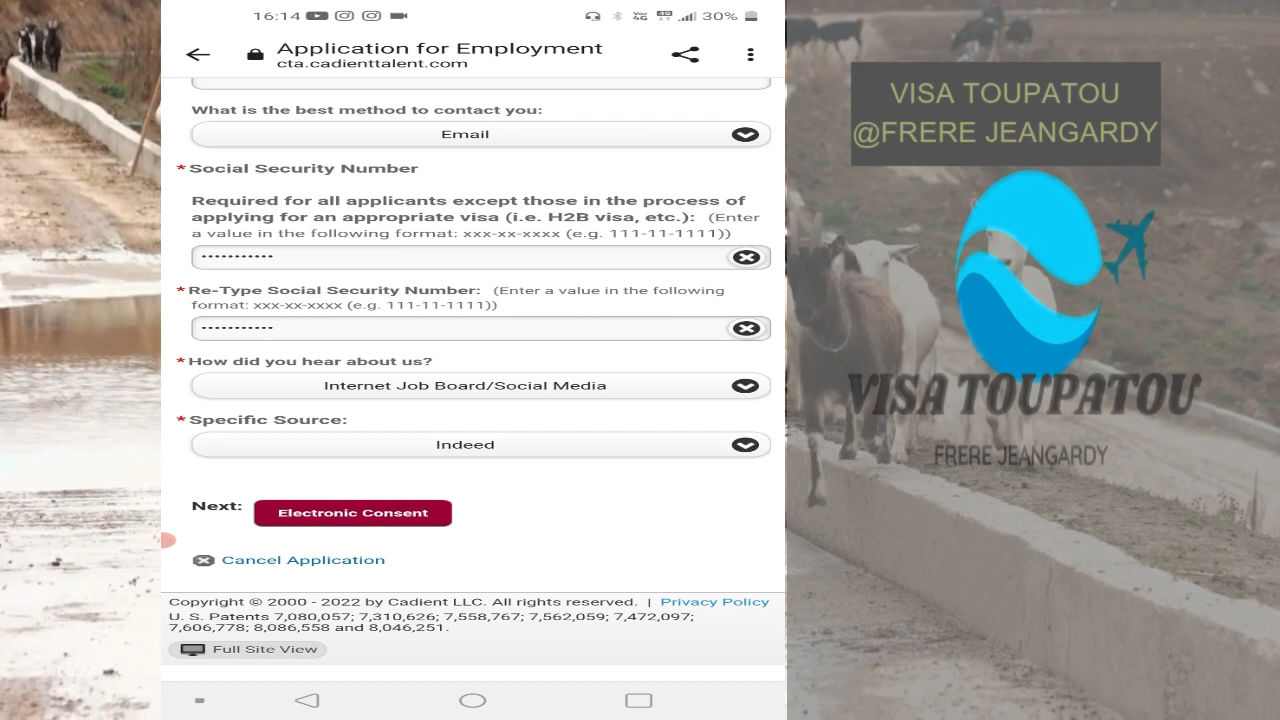 16:14
30%
Application for Employment
cta.cadienttalent.com
What is the best method to contact you:
Email
*Social Security Number
Required for all applicants except those in the process of
applying for an appropriate visa (i.e. H2B visa, etc.): (Enter
a value in the following format: xxx-xx-xxxx (e.g. 111-11-1111))
•••••••••••
*Re-Type Social Security Number: (Enter a value in the following
format: xxx-xx-xxxx (e.g. 111-11-1111))
•••••••••••
*How did you hear about us?
Internet Job Board/Social Media
*Specific Source:
Indeed
Next: Electronic Consent
Cancel Application
Copyright © 2000 - 2022 by Cadient LLC. All rights reserved. | Privacy Policy
U. S. Patents 7,080,057; 7,310,626; 7,558,767; 7,562,059; 7,472,097;
7,606,778; 8,086,558 and 8,046,251.
Full Site View
VISA TOUPATOU
@FRERE JEANGARDY
VISA TOUPATOU
FRERE JEANGARDY